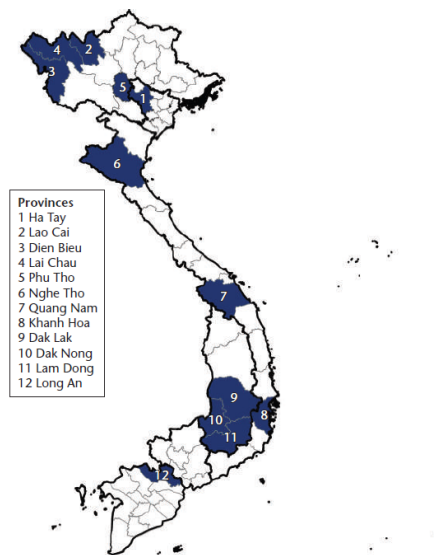 4
2
3
5
1
6
Provinces
1 Ha Tay
2 Lao Cai
3 Dien Bieu
4 Lai Chau
5 Phu Tho
6 Nghe Tho
7 Quang Nam
8 Khanh Hoa
9 Dak Lak
10 Dak Nong
11 Lam Dong
12 Long An
7
9
8
10
11
12